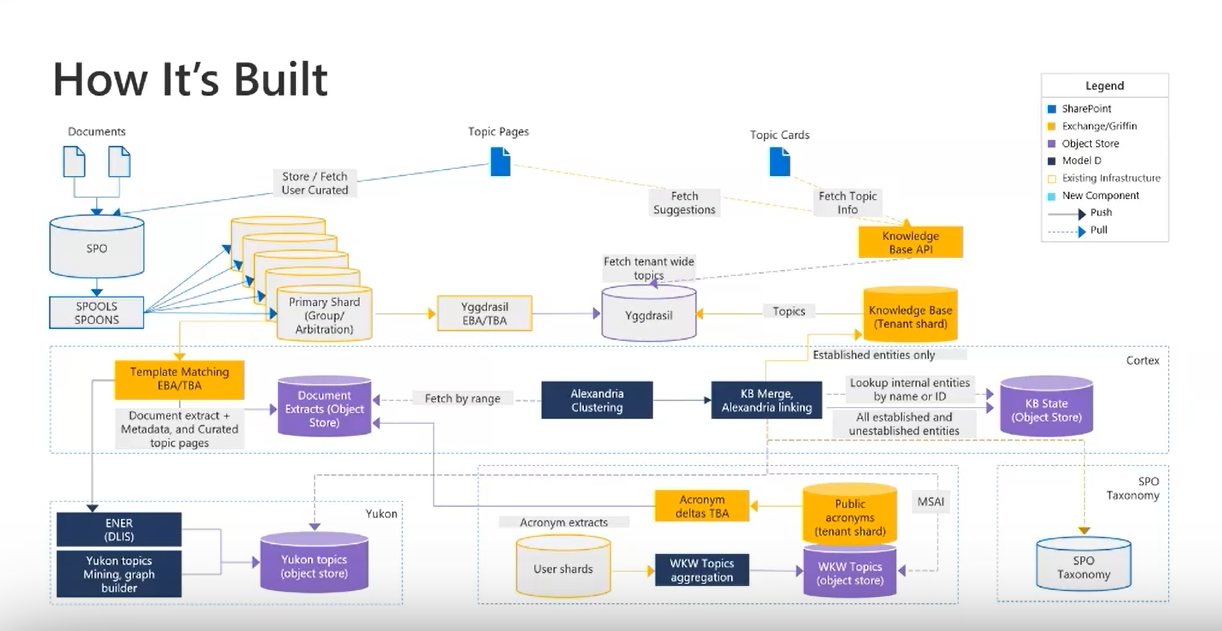 How It's Built
Legend
SharePoint
Exchange/Griffin
Object Store
Model D
Existing Infrastructure
New Component
Push
Pull
Documents
Topic Pages
Topic Cards
Store / Fetch
User Curated
Fetch
Suggestions
Fetch Topic
Info
SPO
Knowledge
Base API
Fetch tenant wide
topics
SPOOLS
SPOONS
Primary Shard
(Group/
Arbitration)
Yggdrasil
EBA/TBA
Yggdrasil
Topics
Knowledge Base
(Tenant shard)
Established entities only
Cortex
Template Matching
EBA/TBA
Document extract +
Metadata, and Curated
topic pages
Document
Extracts (Object
Store)
Fetch by range
Alexandria
Clustering
KB Merge,
Alexandria linking
Lookup internal entities
by name or ID
All established and
unestablished entities
KB State
(Object Store)
Yukon
ENER
(DLIS)
Yukon topics
Mining, graph
builder
Yukon topics
(object store)
Acronym extracts
User shards
Acronym
deltas TBA
WKW Topics
aggregation
Public
acronyms
(tenant shard)
WKW Topics
(object store)
MSAI
SPO
Taxonomy
SPO
Taxonomy